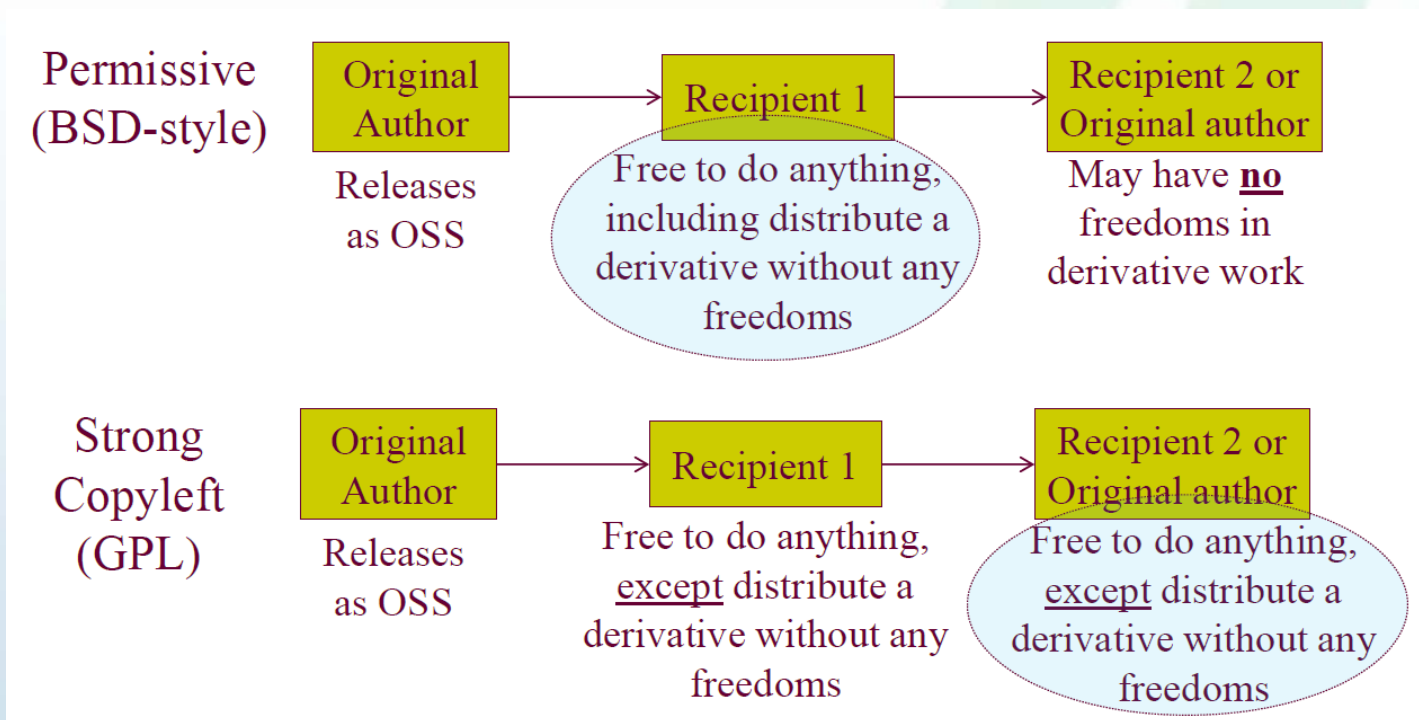 Permissive
(BSD-style)
Original
Author
Releases
as OSS
Recipient 1
Free to do anything,
including distribute a
derivative without any
freedoms
Recipient 2 or
Original author
May have no
freedoms in
derivative work
Strong
Copyleft
(GPL)
Original
Author
Releases
as OSS
Recipient 1
Free to do anything,
except distribute a
derivative without any
freedoms
Recipient 2 or
Original author
Free to do anything,
except distribute a
derivative without any
freedoms